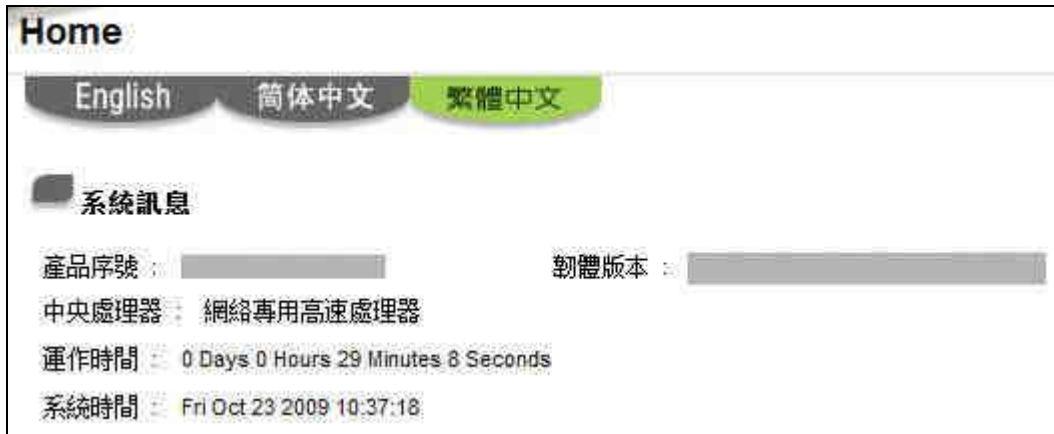 Home
English 简体中文 繁體中文
系統訊息
產品序號 : 韌體版本 :
中央處理器 : 網絡專用高速處理器
運作時間 : 0 Days 0 Hours 29 Minutes 8 Seconds
系統時間 : Fri Oct 23 2009 10:37:18